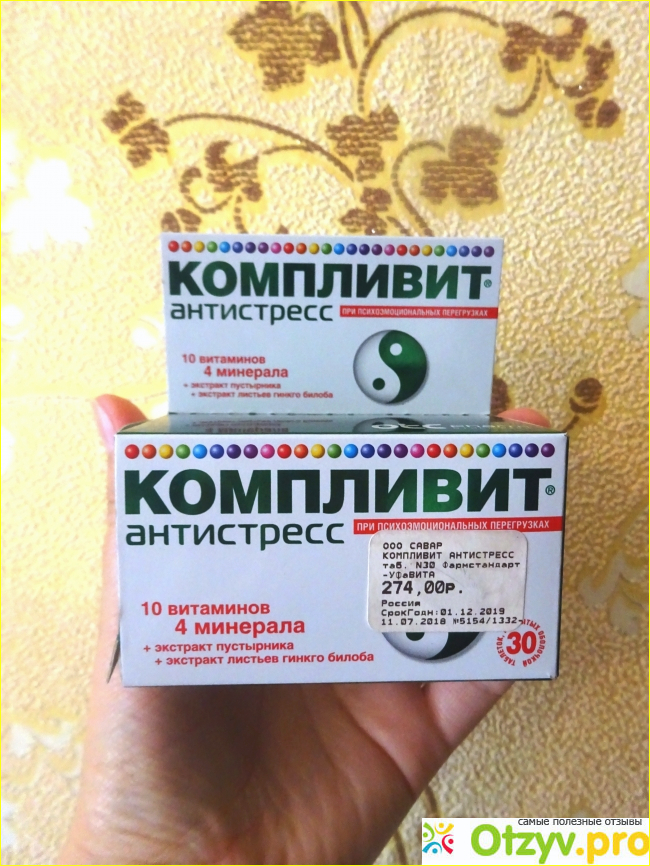 КОМПЛИВИТ®
антистресс ПРИ ПСИХОЭМОЦИОНАЛЬНЫХ ПЕРЕГРУЗКАХ
10 витаминов
4 минерала
+ экстракт пустырника
+ экстракт листьев гинкго билоба
КОМПЛИВИТ®
антистресс ПРИ ПСИХОЭМОЦИОНАЛЬНЫХ ПЕРЕГРУЗКАХ
ООО САВАР
КОМПЛИВИТ АНТИСТРЕСС
таб. N30 Фармстандарт
-УфаВИТА
274,00р.
Россия
СрокГодн:01.12.2019
11.07.2018 №5154/1332-
10 витаминов
4 минерала
+ экстракт пустырника
+ экстракт листьев гинкго билоба
30
ТАБЛЕТОК, ОБОЛОЧКОЙ
самые полезные отзывы
Otzyv.pro